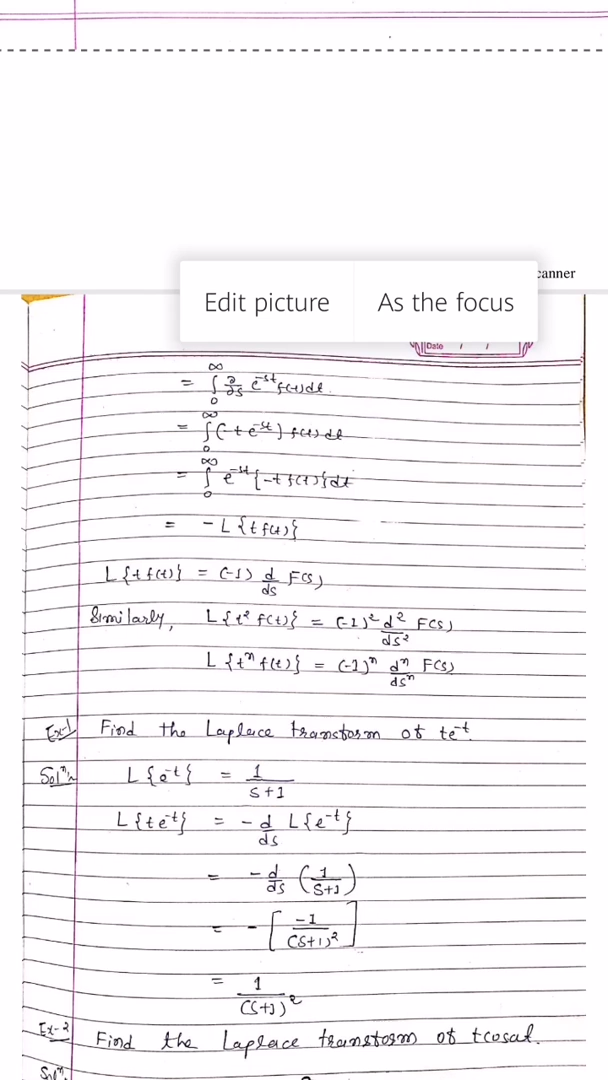 canner
Edit picture As the focus
Date / /
= ∫₀^∞ ∂/∂s e^-st f(t) dt.
= ∫₀^∞ (-t e^-st) f(t) dt
= ∫₀^∞ e^-st {-t f(t)} dt
= - L {t f(t)}
L {t f(t)} = (-1) d/ds F(s)
Similarly, L {t² f(t)} = (-1)² d²/ds² F(s)
L {tⁿ f(t)} = (-1)ⁿ dⁿ/dsⁿ F(s)
Ex-1 Find the Laplace transform of te^-t.
Solⁿ: L {e^-t} = 1/(s+1)
L {te^-t} = - d/ds L{e^-t}
= - d/ds (1/(s+1))
= - [-1/(s+1)²]
= 1/(s+1)²
Ex-2 Find the Laplace transform of tcosat.
Solⁿ.